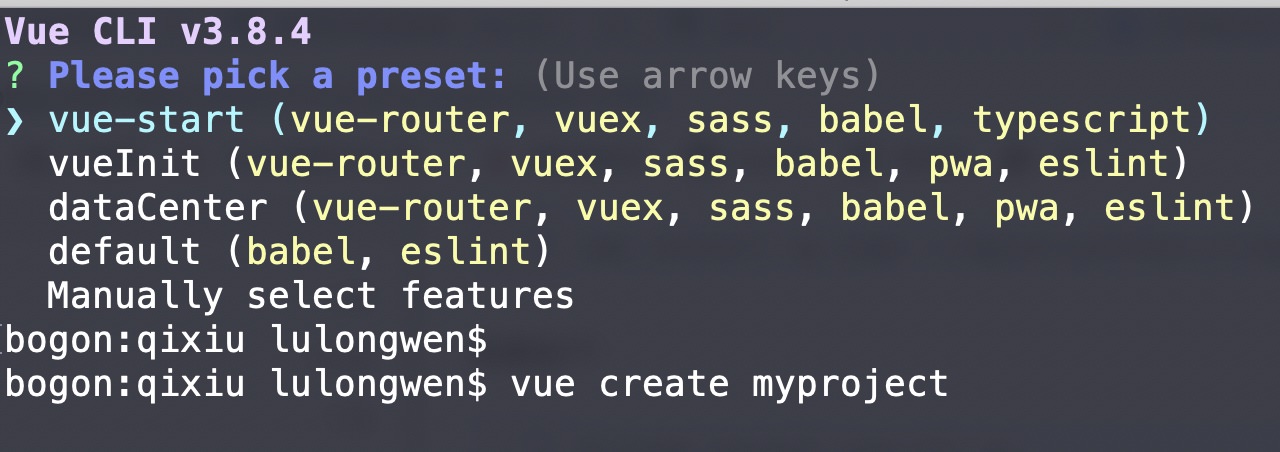 Vue CLI v3.8.4
? Please pick a preset: (Use arrow keys)
❯ vue-start (vue-router, vuex, sass, babel, typescript)
  vueInit (vue-router, vuex, sass, babel, pwa, eslint)
  dataCenter (vue-router, vuex, sass, babel, pwa, eslint)
  default (babel, eslint)
  Manually select features
bogon:qixiu lulongwen$
bogon:qixiu lulongwen$ vue create myproject